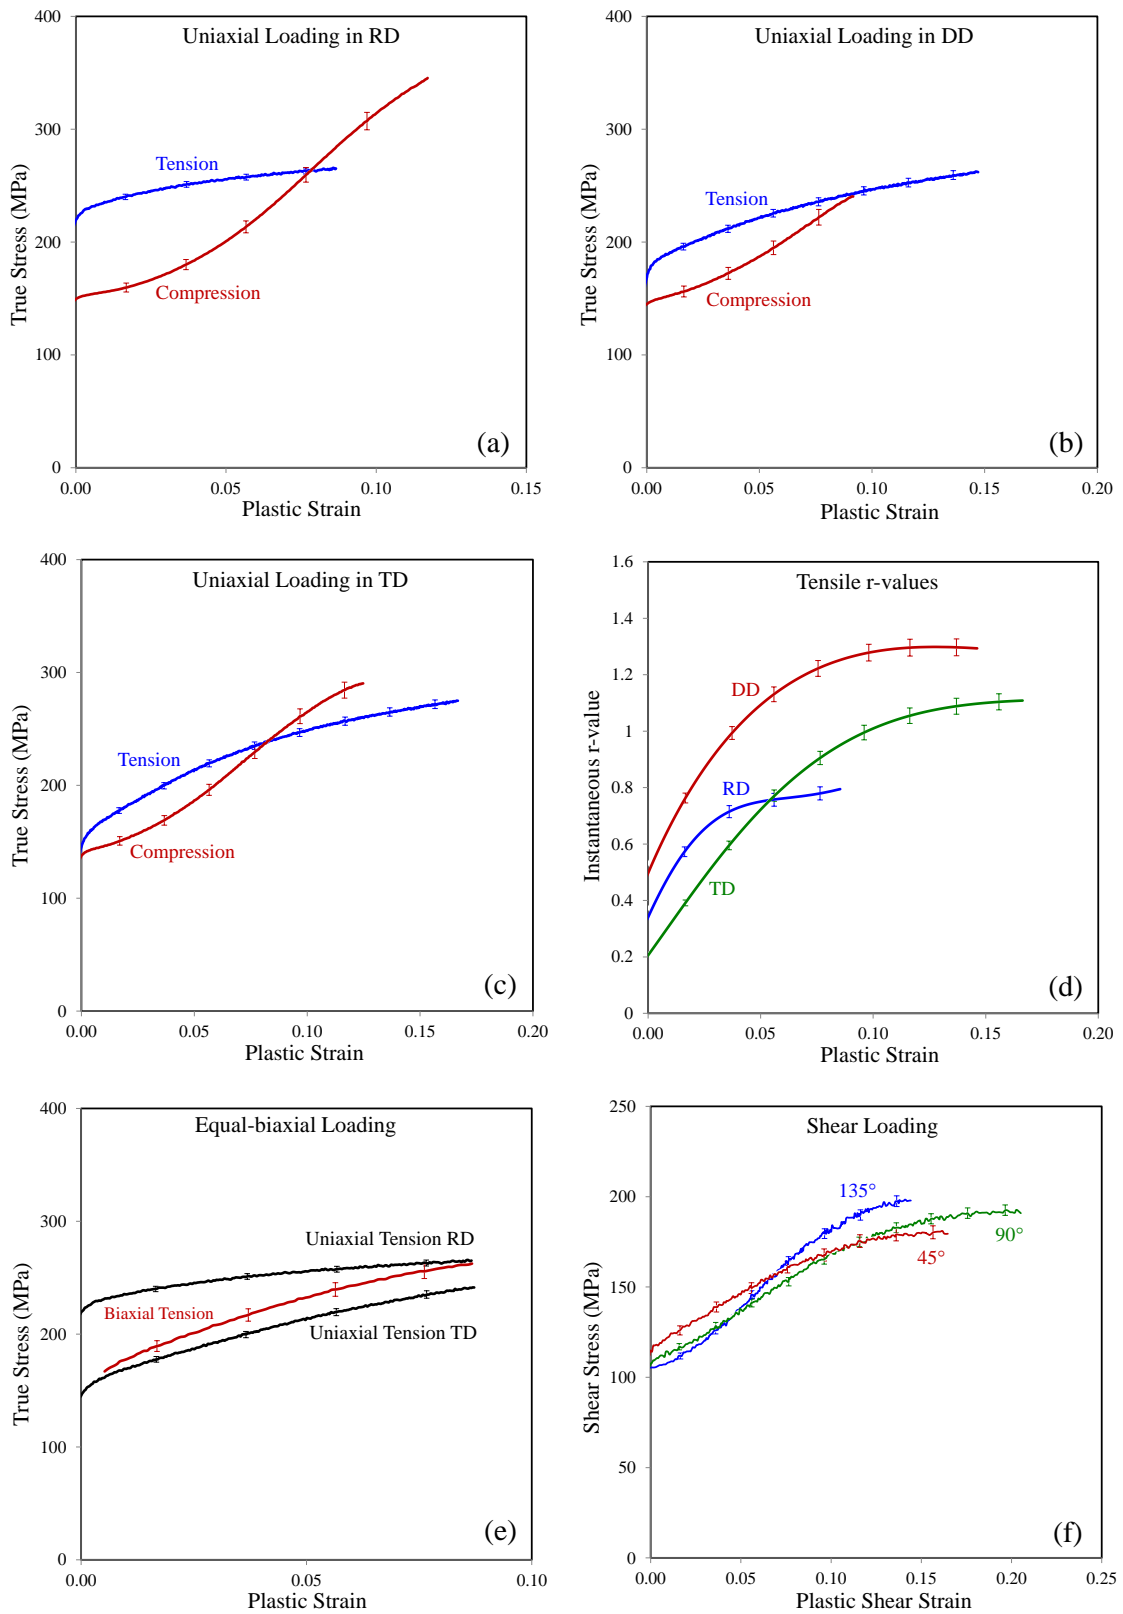 Uniaxial Loading in RD
400
300
200
100
0
True Stress (MPa)
Tension
Compression
(a)
0.00 0.05 0.10 0.15
Plastic Strain
Uniaxial Loading in DD
400
300
200
100
0
True Stress (MPa)
Tension
Compression
(b)
0.00 0.05 0.10 0.15 0.20
Plastic Strain
Uniaxial Loading in TD
400
300
200
100
0
True Stress (MPa)
Tension
Compression
(c)
0.00 0.05 0.10 0.15 0.20
Plastic Strain
Tensile r-values
1.6
1.4
1.2
1
0.8
0.6
0.4
0.2
0
Instantaneous r-value
DD
RD
TD
(d)
0.00 0.05 0.10 0.15 0.20
Plastic Strain
Equal-biaxial Loading
400
300
200
100
0
True Stress (MPa)
Uniaxial Tension RD
Biaxial Tension
Uniaxial Tension TD
(e)
0.00 0.05 0.10
Plastic Strain
Shear Loading
250
200
150
100
50
0
Shear Stress (MPa)
135°
90°
45°
(f)
0.00 0.05 0.10 0.15 0.20 0.25
Plastic Shear Strain